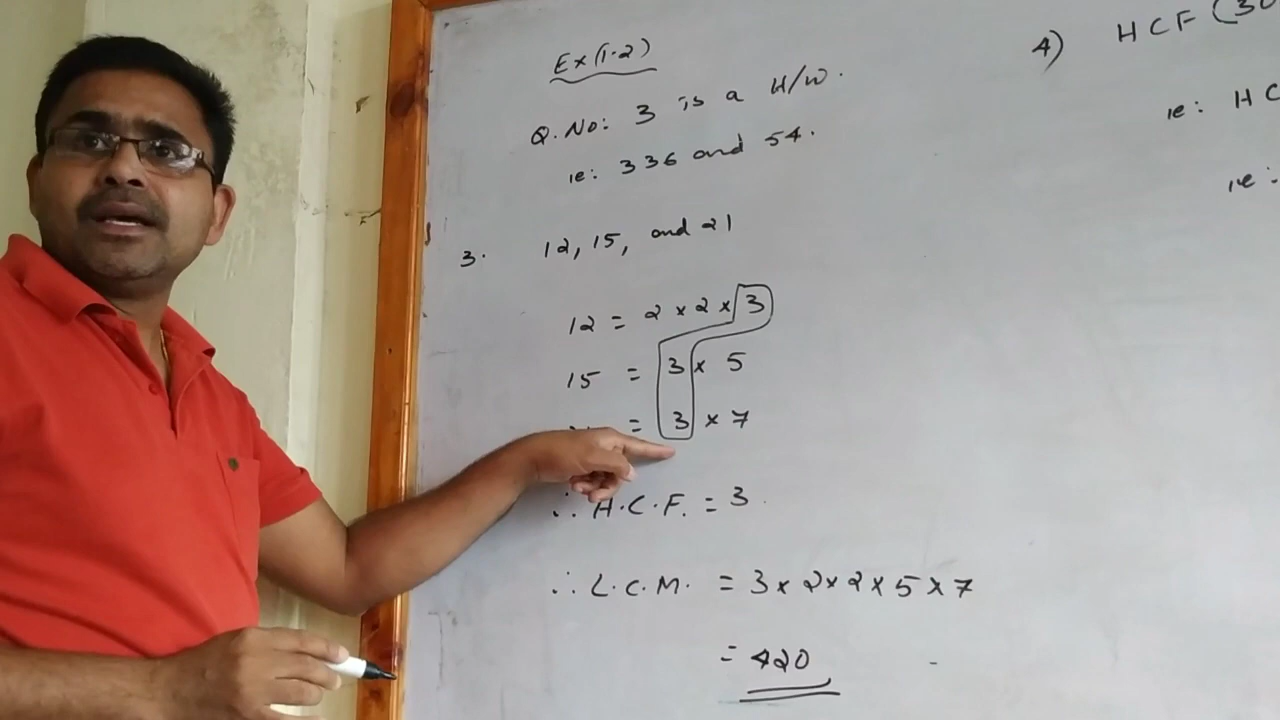 Ex (1.2)
Q. No: 3 is a H/W.
ie: 336 and 54.
3. 12, 15, and 21
12 = 2 × 2 × 3
15 = 3 × 5
= 3 × 7
∴ H.C.F. = 3
∴ L.C.M. = 3 × 2 × 2 × 5 × 7
= 420
4) HCF (30
ie: HC
ie: